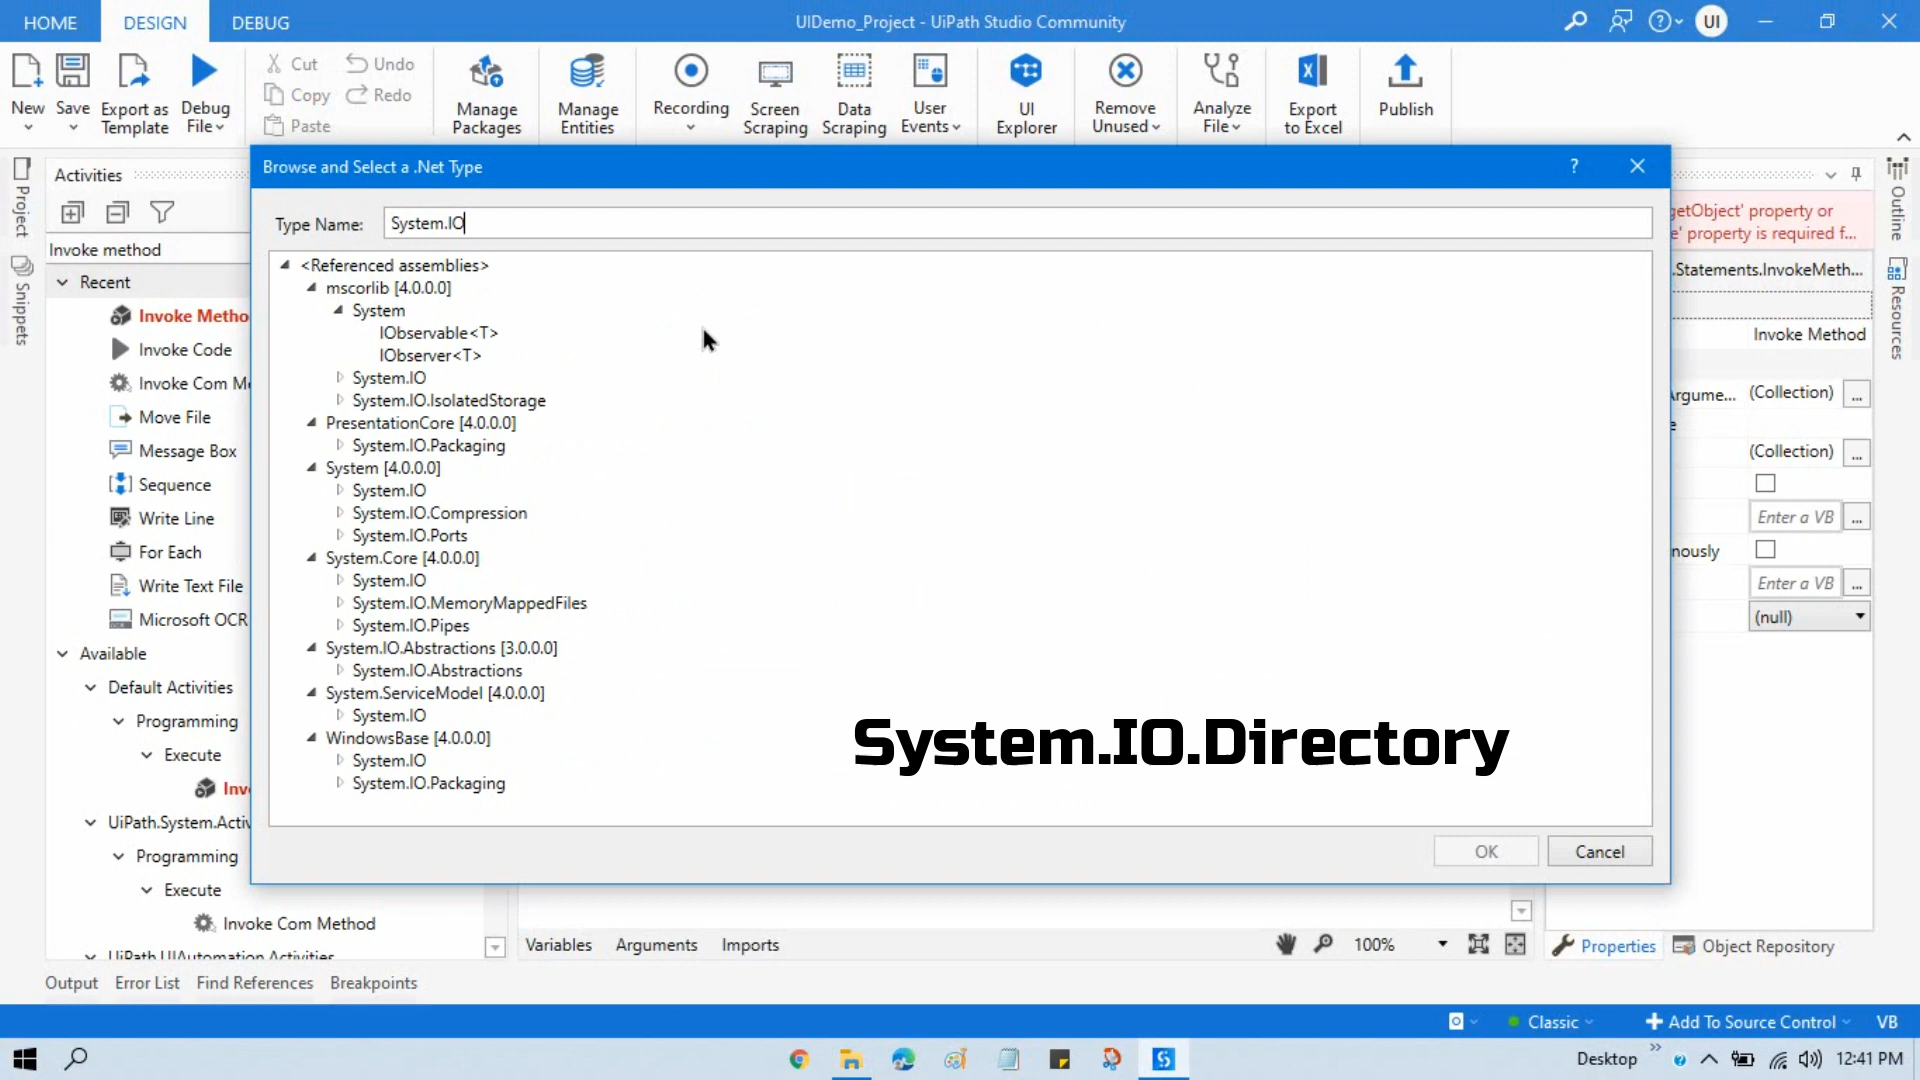 HOME
DESIGN
DEBUG
UIDemo_Project - UiPath Studio Community
UI
New
Save
Export as
Template
Debug
File
Cut
Copy
Paste
Undo
Redo
Manage
Packages
Manage
Entities
Recording
Screen
Scraping
Data
Scraping
User
Events
UI
Explorer
Remove
Unused
Analyze
File
Export
to Excel
Publish
Project
Snippets
Activities
Invoke method
Recent
Invoke Metho
Invoke Code
Invoke Com Me
Move File
Message Box
Sequence
Write Line
For Each
Write Text File
Microsoft OCR
Available
Default Activities
Programming
Execute
Inv
UiPath.System.Activ
Programming
Execute
Invoke Com Method
UiPath.UIAutomation.Activities
Browse and Select a .Net Type
?
Type Name:
System.IO
<Referenced assemblies>
mscorlib [4.0.0.0]
System
IObservable<T>
IObserver<T>
System.IO
System.IO.IsolatedStorage
PresentationCore [4.0.0.0]
System.IO.Packaging
System [4.0.0.0]
System.IO
System.IO.Compression
System.IO.Ports
System.Core [4.0.0.0]
System.IO
System.IO.MemoryMappedFiles
System.IO.Pipes
System.IO.Abstractions [3.0.0.0]
System.IO.Abstractions
System.ServiceModel [4.0.0.0]
System.IO
WindowsBase [4.0.0.0]
System.IO
System.IO.Packaging
System.IO.Directory
OK
Cancel
getObject' property or
e' property is required f...
.Statements.InvokeMeth...
Invoke Method
Argume...
(Collection)
...
e
(Collection)
...
Enter a VB
...
nously
Enter a VB
...
(null)
Outline
Resources
Variables
Arguments
Imports
100%
Properties
Object Repository
Output
Error List
Find References
Breakpoints
Classic
Add To Source Control
VB
Desktop
12:41 PM